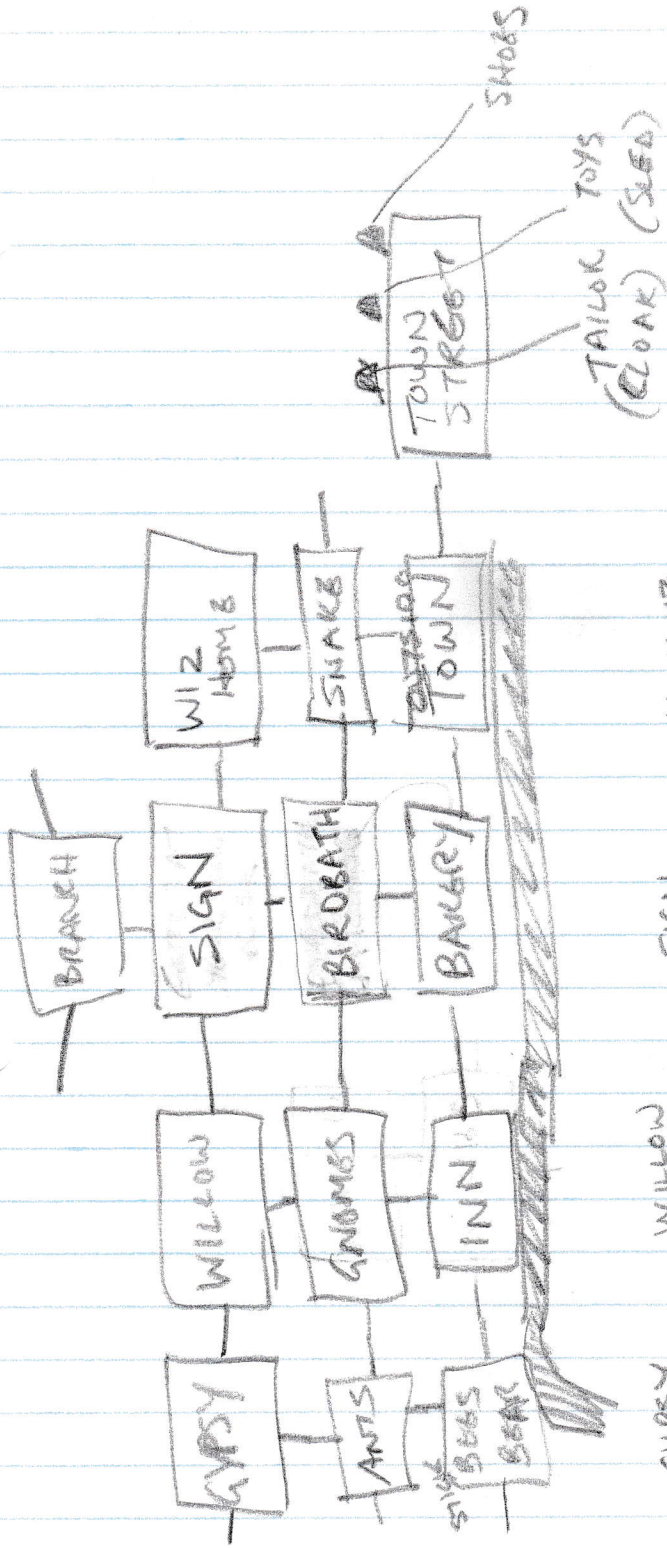 BRANCH
GYPSY
WILLOW
SIGN
WIZ
HOME
ANTS
GNOMES
BIRDBATH
SNAKE
BEES
BEAR
INN
BAKERY
TOWN
TOWN
STREET
SHOES
TOYS
(SLED)
TAILOR
(CLOAK)
WILLOW